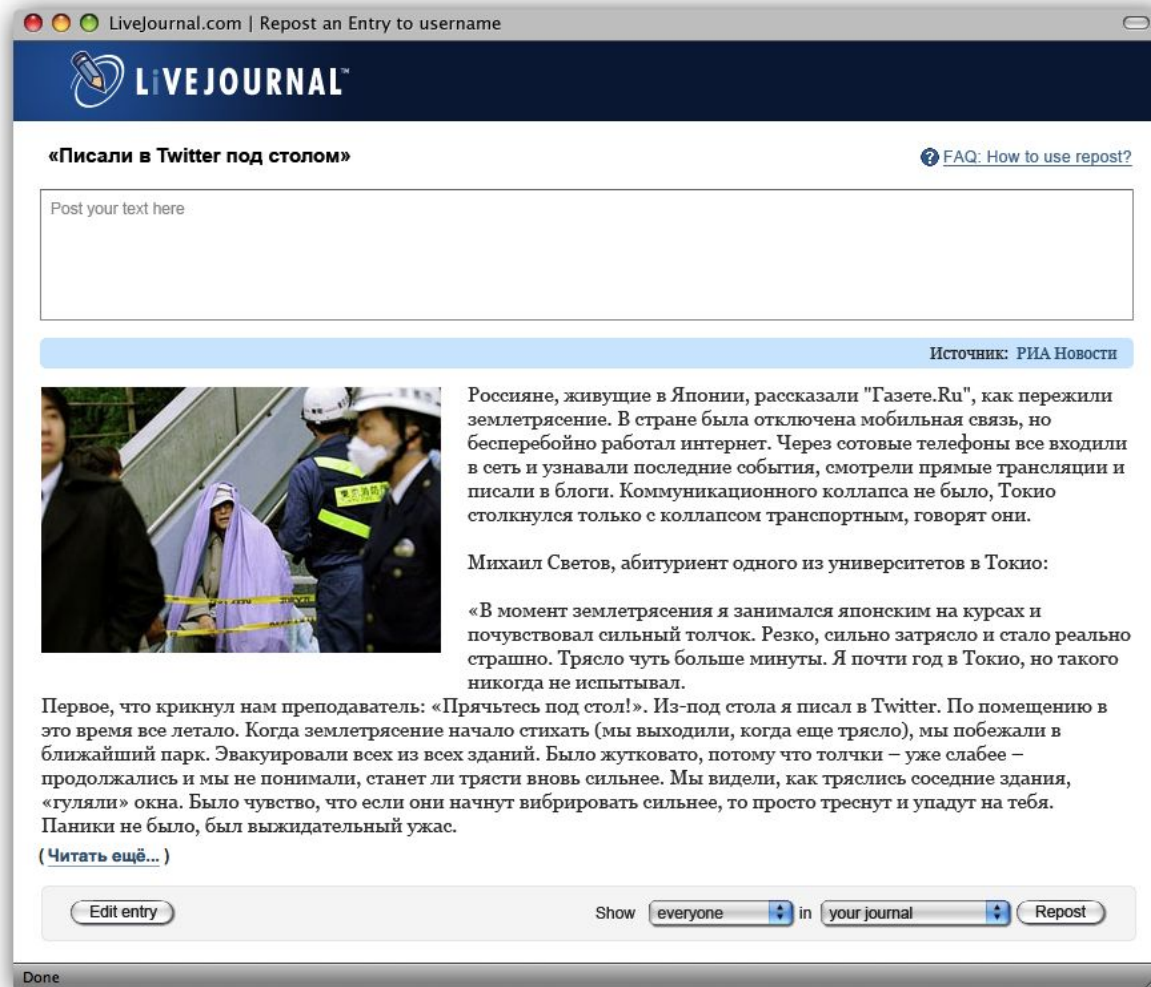 LiveJournal.com | Repost an Entry to username
LiVEJOURNAL™
«Писали в Twitter под столом»
? FAQ: How to use repost?
Post your text here
Источник: РИА Новости
Россияне, живущие в Японии, рассказали "Газете.Ru", как пережили
землетрясение. В стране была отключена мобильная связь, но
бесперебойно работал интернет. Через сотовые телефоны все входили
в сеть и узнавали последние события, смотрели прямые трансляции и
писали в блоги. Коммуникационного коллапса не было, Токио
столкнулся только с коллапсом транспортным, говорят они.
Михаил Светов, абитуриент одного из университетов в Токио:
«В момент землетрясения я занимался японским на курсах и
почувствовал сильный толчок. Резко, сильно затрясло и стало реально
страшно. Трясло чуть больше минуты. Я почти год в Токио, но такого
никогда не испытывал.
Первое, что крикнул нам преподаватель: «Прячьтесь под стол!». Из-под стола я писал в Twitter. По помещению в
это время все летало. Когда землетрясение начало стихать (мы выходили, когда еще трясло), мы побежали в
ближайший парк. Эвакуировали всех из всех зданий. Было жутковато, потому что толчки – уже слабее –
продолжались и мы не понимали, станет ли трясти вновь сильнее. Мы видели, как тряслись соседние здания,
«гуляли» окна. Было чувство, что если они начнут вибрировать сильнее, то просто треснут и упадут на тебя.
Паники не было, был выжидательный ужас.
( Читать ещё... )
Edit entry
Show everyone in your journal Repost
Done